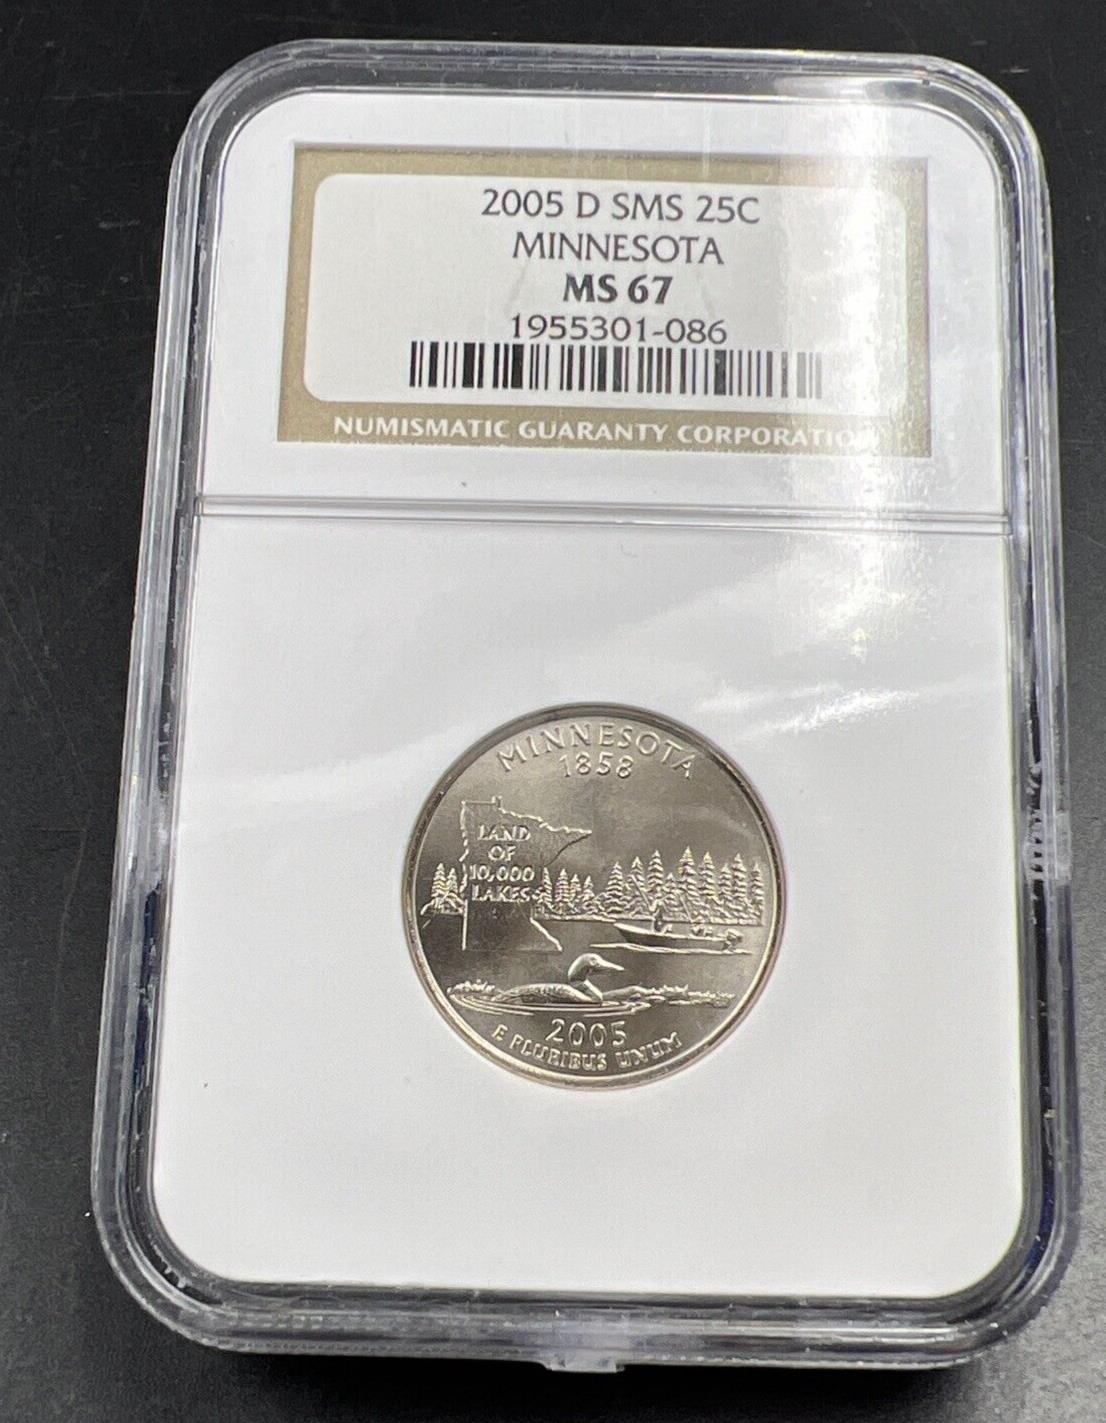 2005 D SMS 25C
MINNESOTA
MS 67
1955301-086
NUMISMATIC GUARANTY CORPORATION
MINNESOTA
1858
LAND
OF
10,000
LAKES
2005
E PLURIBUS UNUM